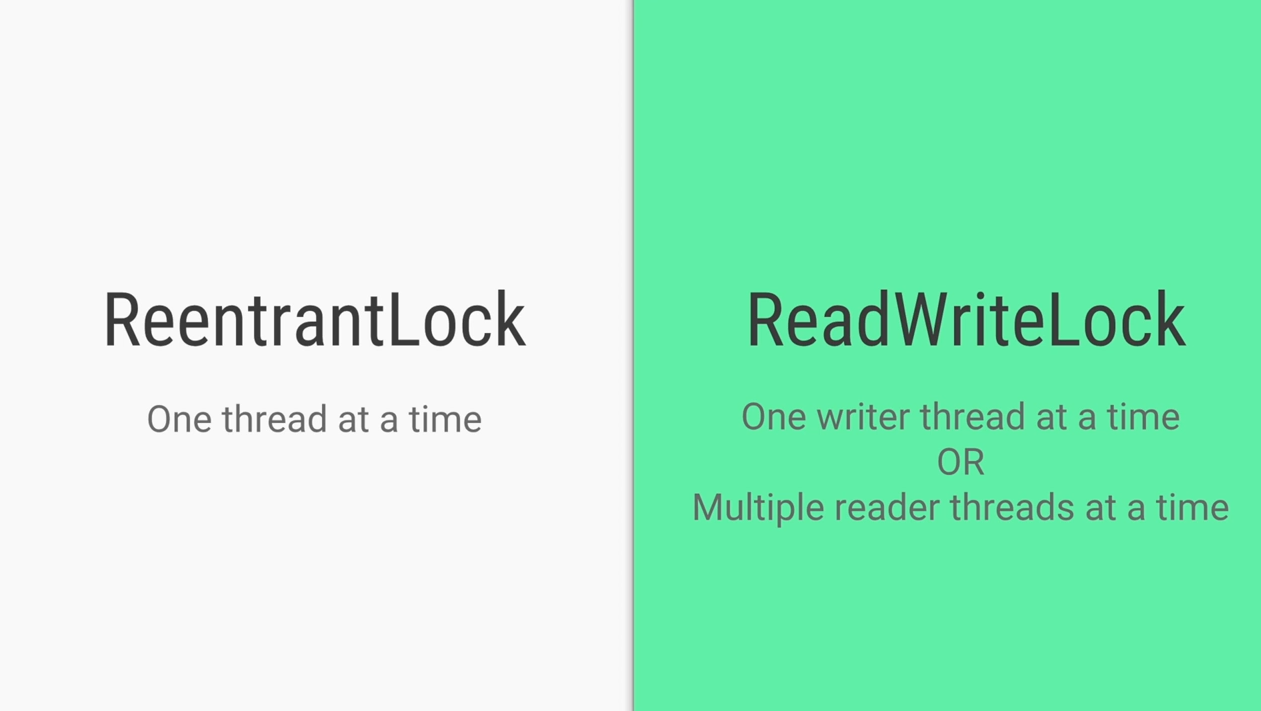 ReentrantLock
One thread at a time
ReadWriteLock
One writer thread at a time
OR
Multiple reader threads at a time